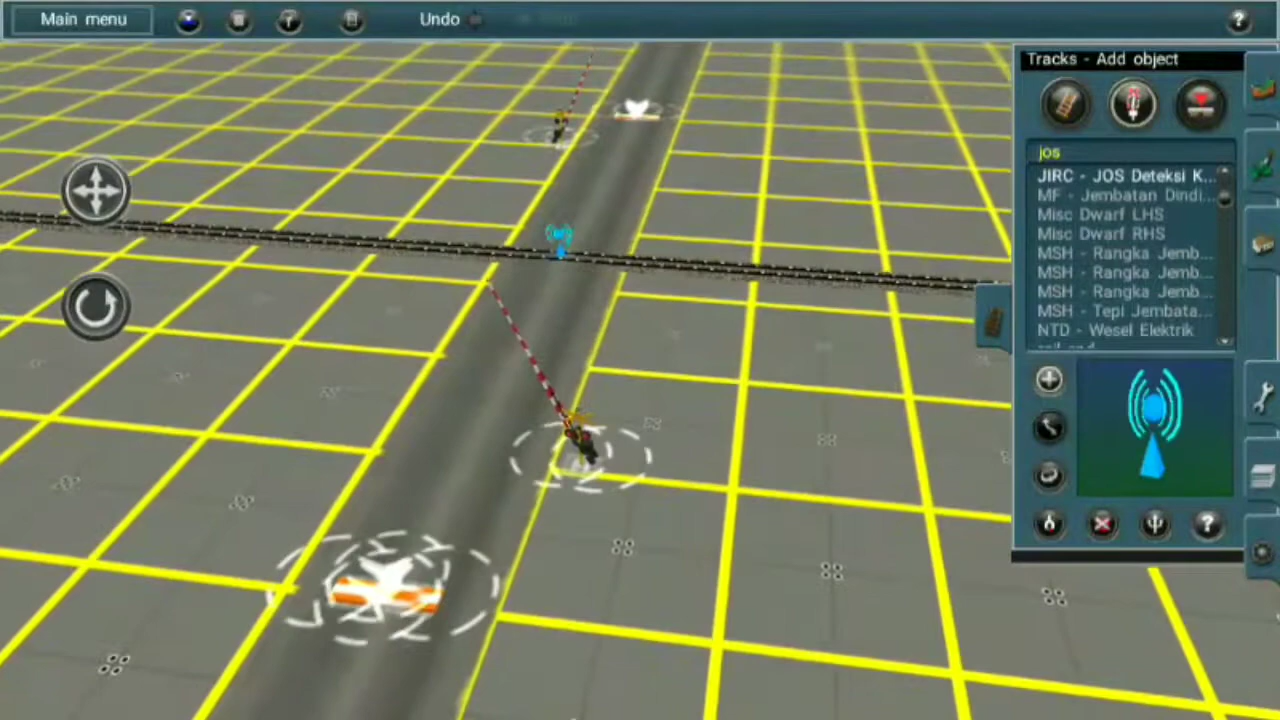 Main menu
Undo
?
Tracks - Add object
jos
JIRC - JOS Deteksi K...
MF - Jembatan Dindi...
Misc Dwarf LHS
Misc Dwarf RHS
MSH - Rangka Jemb...
MSH - Rangka Jemb...
MSH - Rangka Jemb...
MSH - Tepi Jembata...
NTD - Wesel Elektrik
?